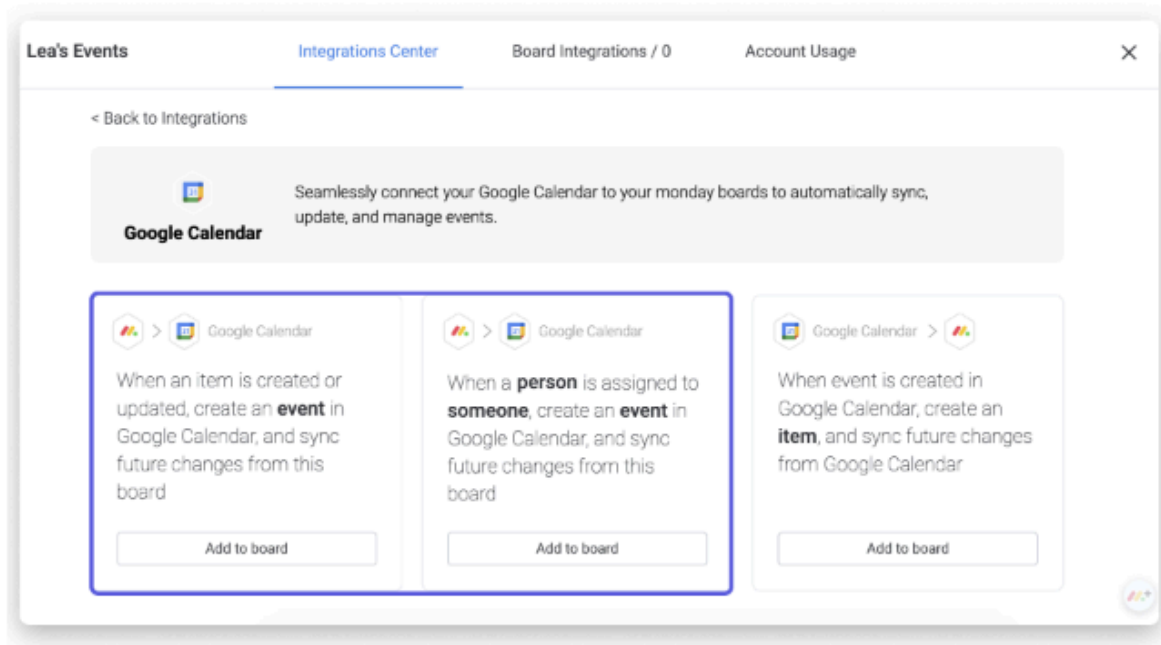 Lea's Events
Integrations Center
Board Integrations / 0
Account Usage
< Back to Integrations
Google Calendar
Seamlessly connect your Google Calendar to your monday boards to automatically sync,
update, and manage events.
Google Calendar
When an item is created or
updated, create an event in
Google Calendar, and sync
future changes from this
board
Add to board
Google Calendar
When a person is assigned to
someone, create an event in
Google Calendar, and sync
future changes from this
board
Add to board
Google Calendar
When event is created in
Google Calendar, create an
item, and sync future changes
from Google Calendar
Add to board